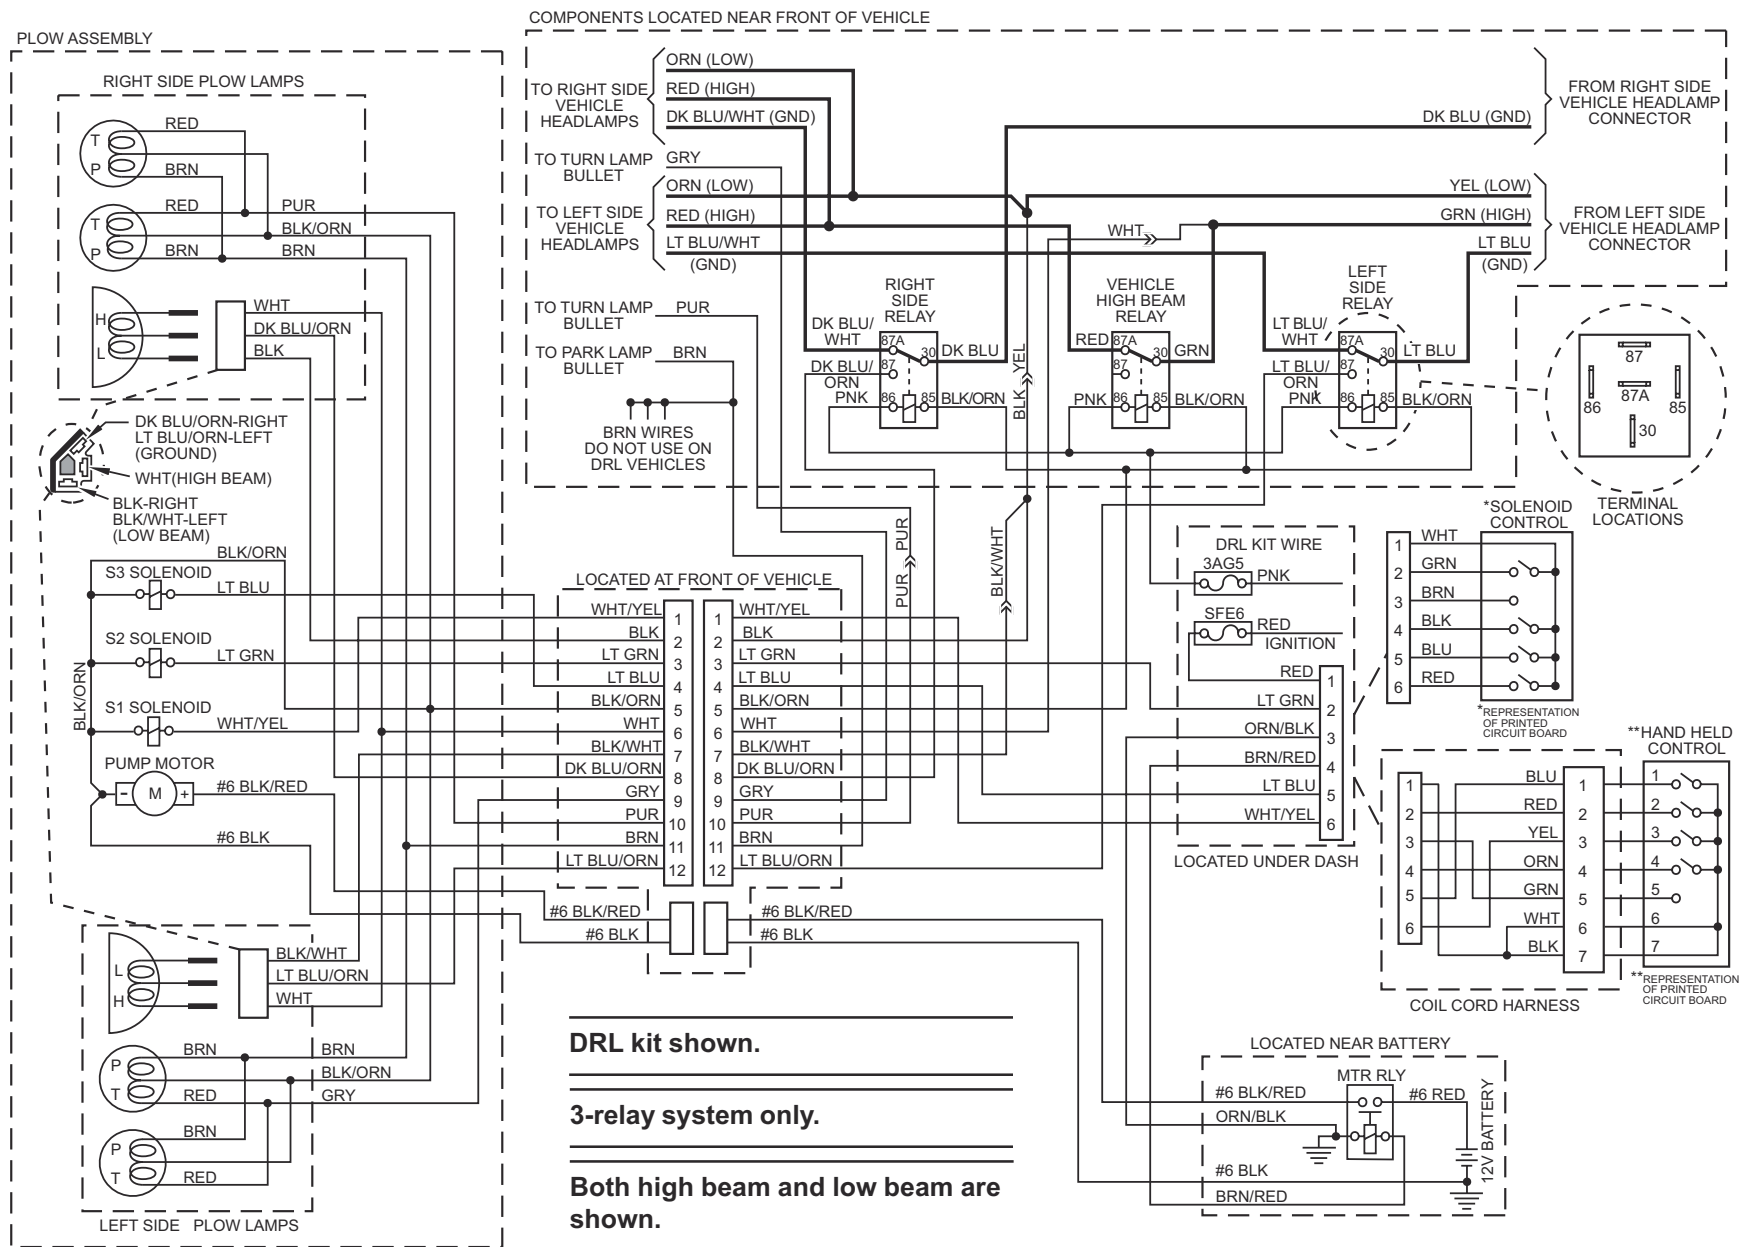 COMPONENTS LOCATED NEAR FRONT OF VEHICLE
PLOW ASSEMBLY
RIGHT SIDE PLOW LAMPS
T
P
RED
BRN
T
P
RED
PUR
BLK/ORN
BRN
BRN
H
L
WHT
DK BLU/ORN
BLK
DK BLU/ORN-RIGHT
LT BLU/ORN-LEFT
(GROUND)
WHT(HIGH BEAM)
BLK-RIGHT
BLK/WHT-LEFT
(LOW BEAM)
BLK/ORN
S3 SOLENOID
LT BLU
S2 SOLENOID
LT GRN
BLK/ORN
S1 SOLENOID
WHT/YEL
PUMP MOTOR
-
M
+
#6 BLK/RED
#6 BLK
L
H
BLK/WHT
LT BLU/ORN
WHT
P
T
BRN
BRN
BLK/ORN
RED
GRY
P
T
BRN
RED
LEFT SIDE PLOW LAMPS
TO RIGHT SIDE
VEHICLE
HEADLAMPS
ORN (LOW)
RED (HIGH)
DK BLU/WHT (GND)
TO TURN LAMP
BULLET
GRY
TO LEFT SIDE
VEHICLE
HEADLAMPS
ORN (LOW)
RED (HIGH)
LT BLU/WHT
(GND)
TO TURN LAMP
BULLET
PUR
TO PARK LAMP
BULLET
BRN
BRN WIRES
DO NOT USE ON
DRL VEHICLES
DK BLU (GND)
FROM RIGHT SIDE
VEHICLE HEADLAMP
CONNECTOR
YEL (LOW)
GRN (HIGH)
LT BLU
(GND)
FROM LEFT SIDE
VEHICLE HEADLAMP
CONNECTOR
WHT
RIGHT
SIDE
RELAY
DK BLU/
WHT
87A
30
DK BLU
DK BLU/
ORN
87
PNK
86
85
BLK/ORN
BLK
YEL
VEHICLE
HIGH BEAM
RELAY
RED
87A
30
GRN
87
PNK
86
85
BLK/ORN
LEFT
SIDE
RELAY
LT BLU/
WHT
87A
30
LT BLU
LT BLU/
ORN
87
PNK
86
85
BLK/ORN
87
87A
86
85
30
TERMINAL
LOCATIONS
PUR
PUR
BLK/WHT
LOCATED AT FRONT OF VEHICLE
WHT/YEL 1 1 WHT/YEL
BLK 2 2 BLK
LT GRN 3 3 LT GRN
LT BLU 4 4 LT BLU
BLK/ORN 5 5 BLK/ORN
WHT 6 6 WHT
BLK/WHT 7 7 BLK/WHT
DK BLU/ORN 8 8 DK BLU/ORN
GRY 9 9 GRY
PUR 10 10 PUR
BRN 11 11 BRN
LT BLU/ORN 12 12 LT BLU/ORN
#6 BLK/RED #6 BLK/RED
#6 BLK #6 BLK
DRL KIT WIRE
3AG5
PNK
SFE6
RED
IGNITION
RED 1
LT GRN 2
ORN/BLK 3
BRN/RED 4
LT BLU 5
WHT/YEL 6
LOCATED UNDER DASH
*SOLENOID
CONTROL
1 WHT
2 GRN
3 BRN
4 BLK
5 BLU
6 RED
*REPRESENTATION
OF PRINTED
CIRCUIT BOARD
**HAND HELD
CONTROL
1 BLU 1 1
2 RED 2 2
3 YEL 3 3
4 ORN 4 4
5 GRN 5 5
6 WHT 6 6
BLK 7 7
**REPRESENTATION
OF PRINTED
CIRCUIT BOARD
COIL CORD HARNESS
LOCATED NEAR BATTERY
MTR RLY
#6 BLK/RED
#6 RED
ORN/BLK
#6 BLK
BRN/RED
12V BATTERY
DRL kit shown.
3-relay system only.
Both high beam and low beam are
shown.